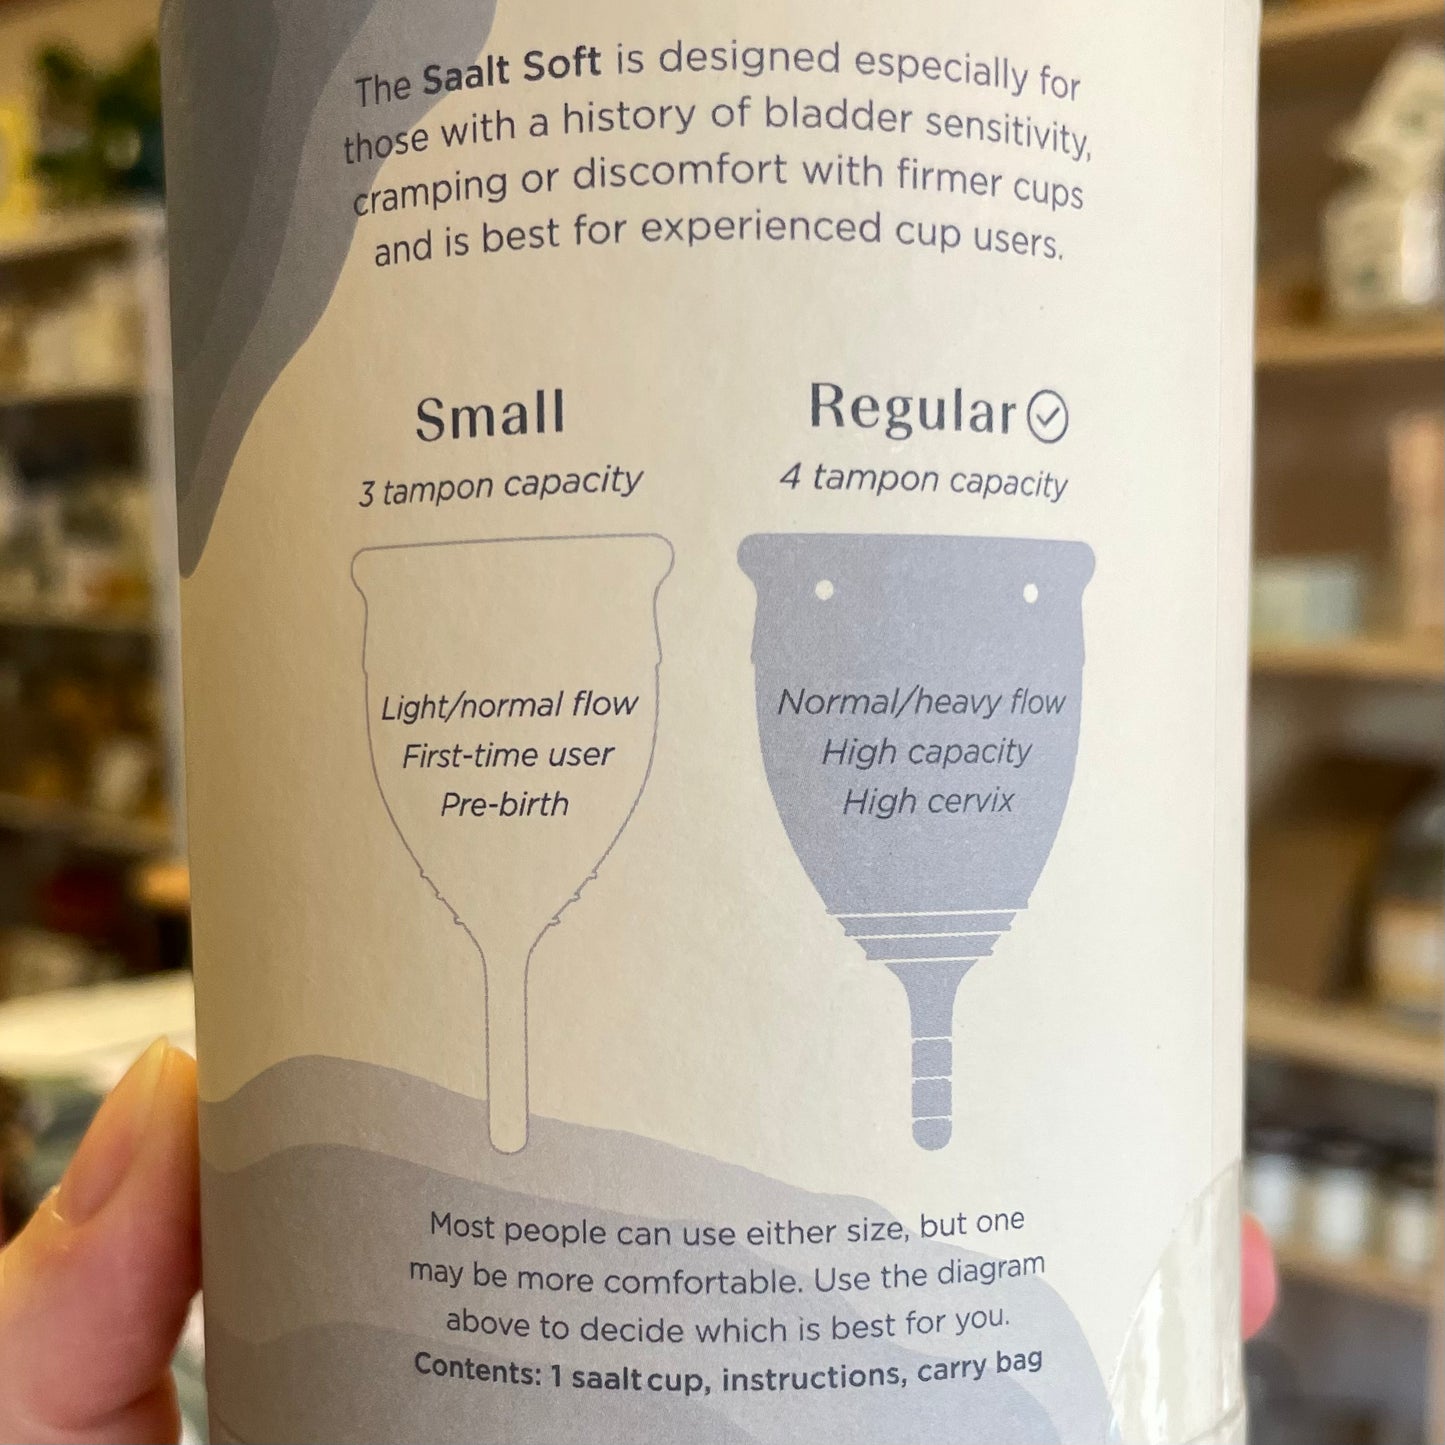 The Saalt Soft is designed especially for
those with a history of bladder sensitivity,
cramping or discomfort with firmer cups
and is best for experienced cup users.
Small
3 tampon capacity
Light/normal flow
First-time user
Pre-birth
Regular
4 tampon capacity
Normal/heavy flow
High capacity
High cervix
Most people can use either size, but one
may be more comfortable. Use the diagram
above to decide which is best for you.
Contents: 1 saalt cup, instructions, carry bag